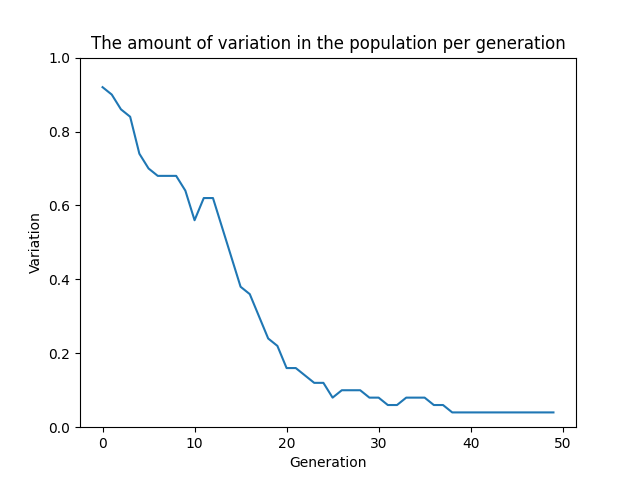 The amount of variation in the population per generation
1.0
0.8
0.6
0.4
0.2
0.0
Variation
0 10 20 30 40 50
Generation